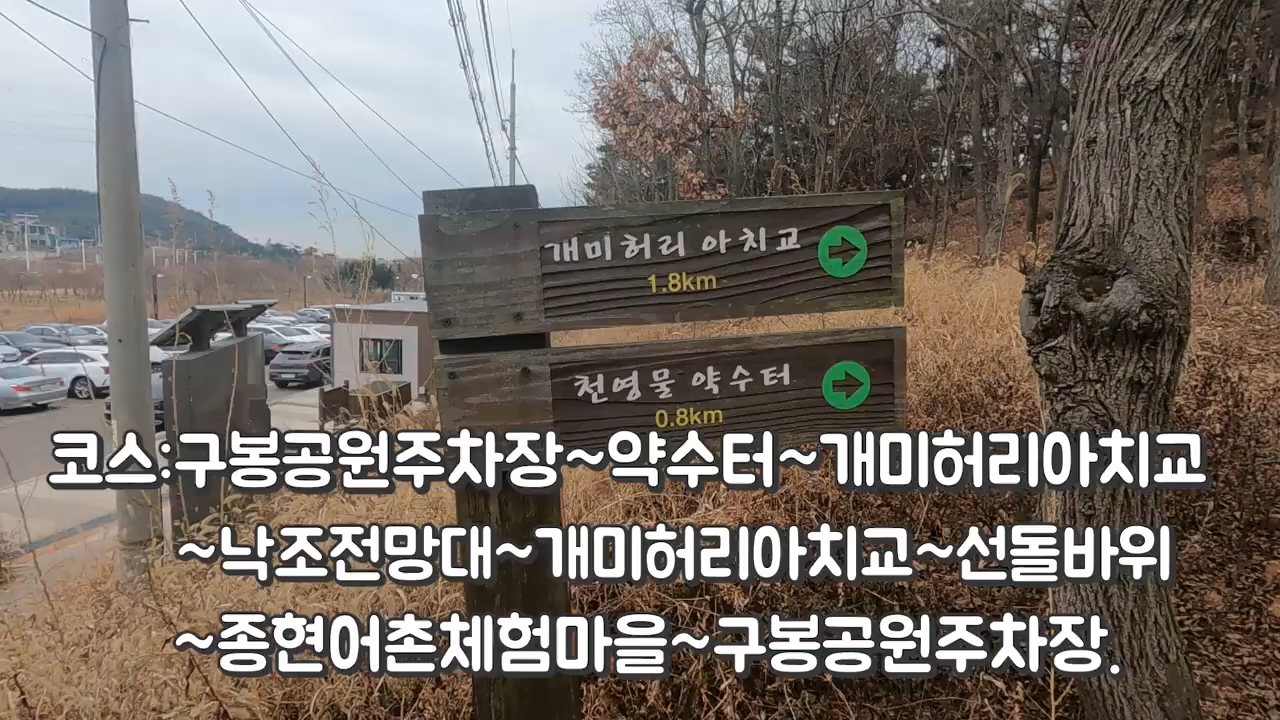 개미허리 아치교
1.8km
천영물 약수터
0.8km
코스:구봉공원주차장~약수터~개미허리아치교
~낙조전망대~개미허리아치교~선돌바위
~종현어촌체험마을~구봉공원주차장.